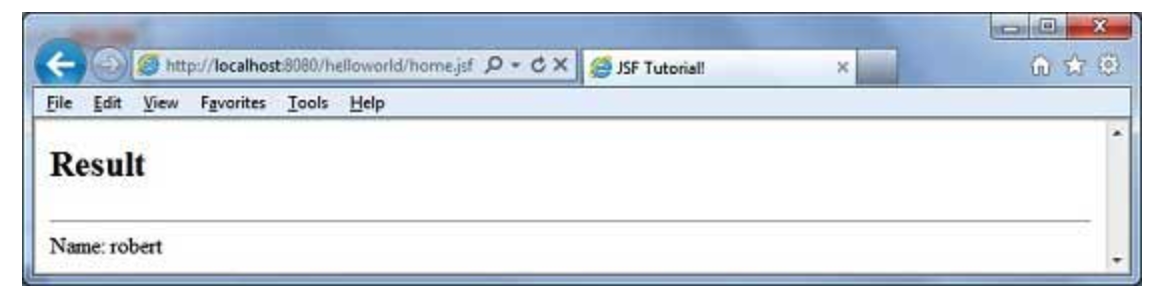 http://localhost:8080/helloworld/home.jsf
JSF Tutorial!
File Edit View Favorites Tools Help
Result
Name: robert